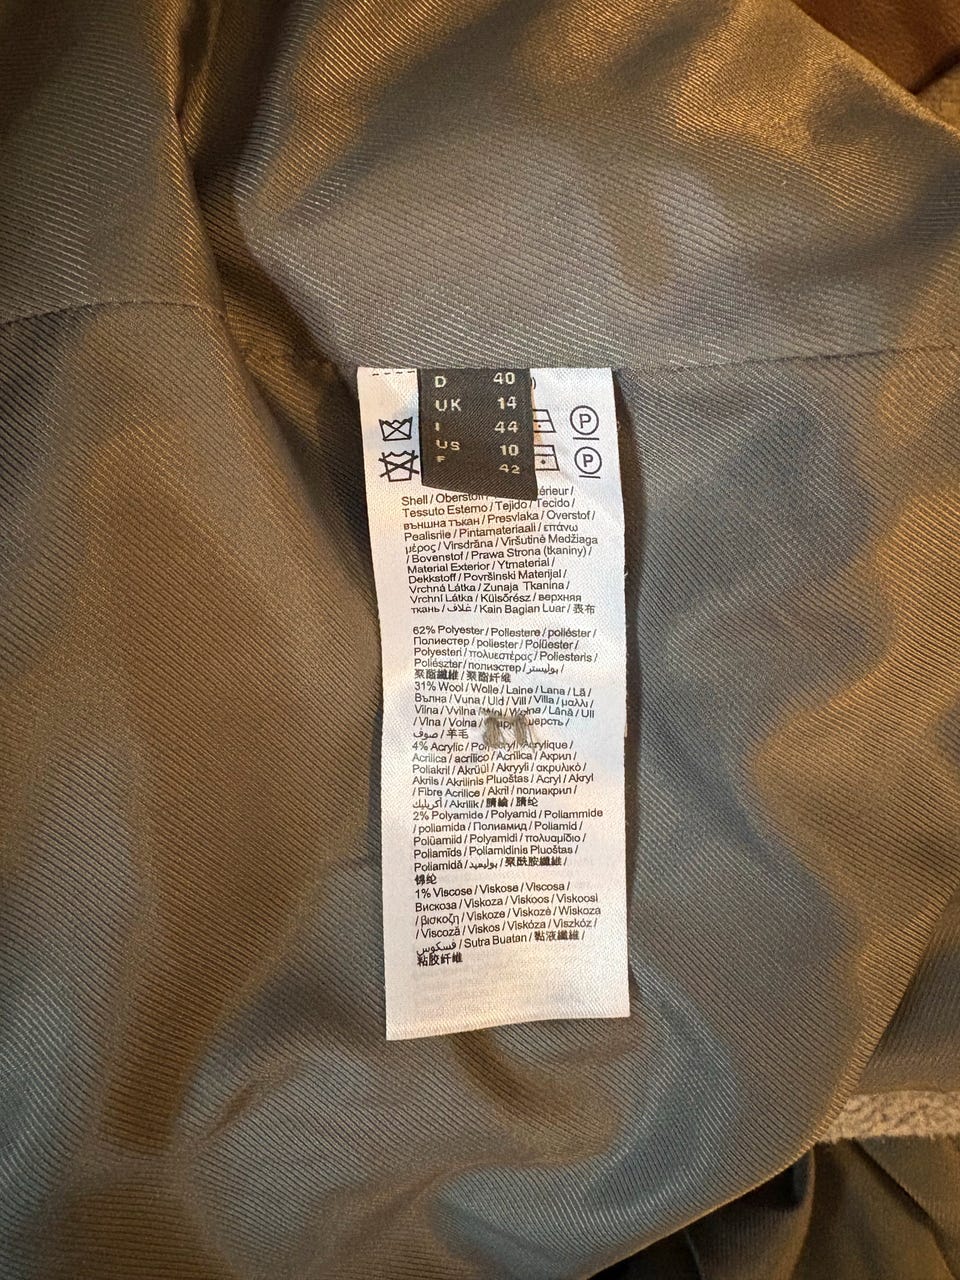 D 40
UK 14
I 44
US 10
F 42
P
P
Shell / Oberstoff érieur /
Tessuto Esterno / Tejido / Tecido /
външна тъкан / Presvlaka / Overstof /
Pealisriie / Pintamateriaali / επάνω
μέρος / Virsdrāna / Viršutinė Medžiaga
/ Bovenstof / Prawa Strona (tkaniny) /
Material Exterior / Ytmaterial /
Dekkstoff / Površinski Materijal /
Vrchná Látka / Zunaja Tkanina /
Vrchní Látka / Külsőrész / верхняя
ткань / غلاف / Kain Bagian Luar / 表布
62% Polyester / Poliestere / poliéster /
Полиестер / poliester / Polüester /
Polyesteri / πολυεστέρας / Poliesteris /
Poliészter / полиэстер / بوليستر /
聚酯纖維 / 聚酯纤维
31% Wool / Wolle / Laine / Lana / Lã /
Вълна / Vuna / Uld / Vill / Villa / μαλλι /
Vilna / Vvilna / Wol / Wełna / Lână / Ull
/ Vlna / Volna / шерсть /
صوف / 羊毛
4% Acrylic / Acrylique /
Acrilica / acrílico / Acrílica / Акрил /
Poliakril / Akrüül / Akryyli / ακρυλικό /
Akrils / Akrilinis Pluoštas / Acryl / Akryl
/ Fibre Acrilice / Akril / полиакрил /
أكريليك / Akrilik / 腈綸 / 腈纶
2% Polyamide / Polyamid / Poliammide
/ poliamida / Полиамид / Poliamid /
Polüamiid / Polyamidi / πολυαμίδιο /
Poliamīds / Poliamidinis Pluoštas /
Poliamidă / بوليميد / 聚酰胺纖維 /
锦纶
1% Viscose / Viskose / Viscosa /
Вискоза / Viskoza / Viskoos / Viskoosi
/ βισκοζη / Viskoze / Viskozė / Wiskoza
/ Viscoză / Viskos / Viskóza / Viszkóz /
فسكوس / Sutra Buatan / 黏液纖維 /
粘胶纤维